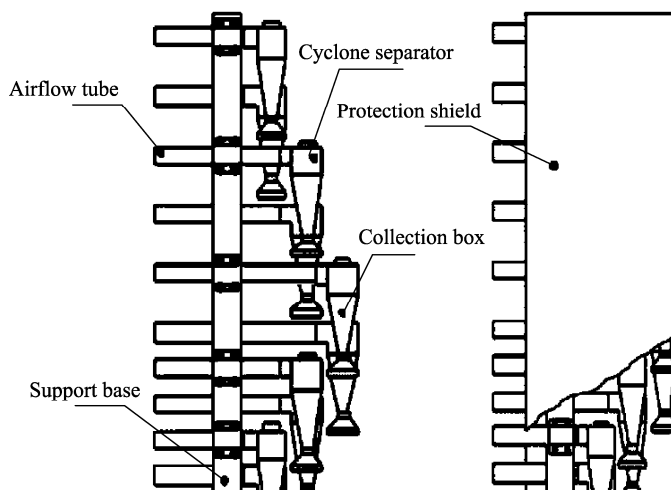 Cyclone separator
Airflow tube
Protection shield
Collection box
Support base